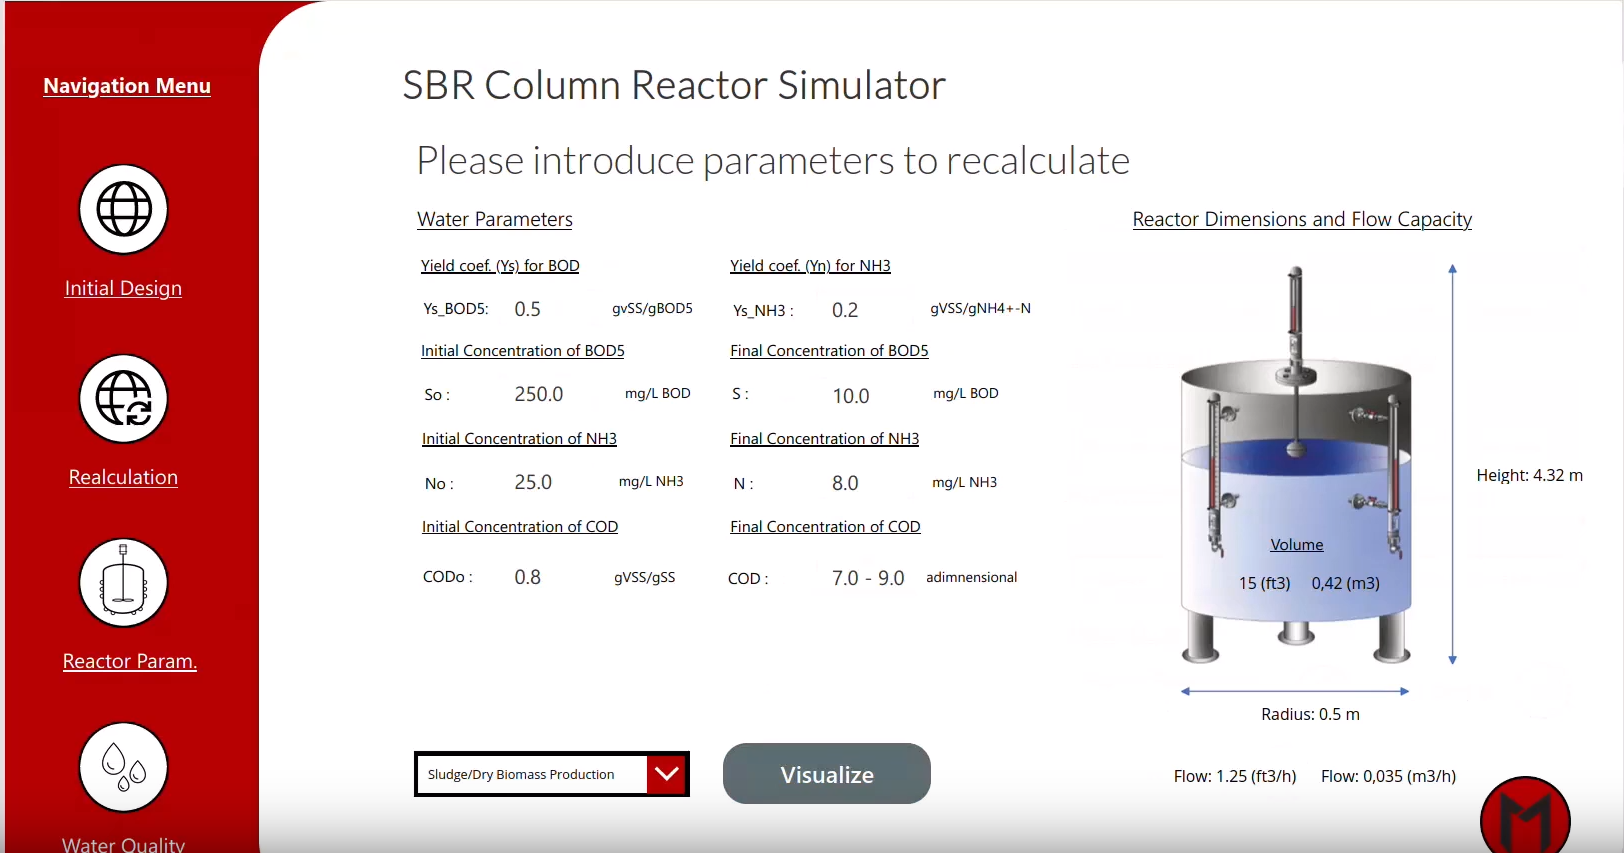 Navigation Menu
Initial Design
Realculation
Reactor Param.
Water Quality
SBR Column Reactor Simulator
Please introduce parameters to recalculate
Water Parameters
Yield coef. (Ys) for BOD
Ys_BOD5: 0.5 gvSS/gBOD5
Initial Concentration of BOD5
So : 250.0 mg/L BOD
Initial Concentration of NH3
No : 25.0 mg/L NH3
Initial Concentration of COD
CODo : 0.8 gVSS/gSS
Yield coef. (Yn) for NH3
Ys_NH3 : 0.2 gVSS/gNH4+-N
Final Concentration of BOD5
S : 10.0 mg/L BOD
Final Concentration of NH3
N : 8.0 mg/L NH3
Final Concentration of COD
COD : 7.0 - 9.0 adimnensional
Sludge/Dry Biomass Production
Visualize
Reactor Dimensions and Flow Capacity
Height: 4.32 m
Volume
15 (ft3) 0,42 (m3)
Radius: 0.5 m
Flow: 1.25 (ft3/h) Flow: 0,035 (m3/h)
M